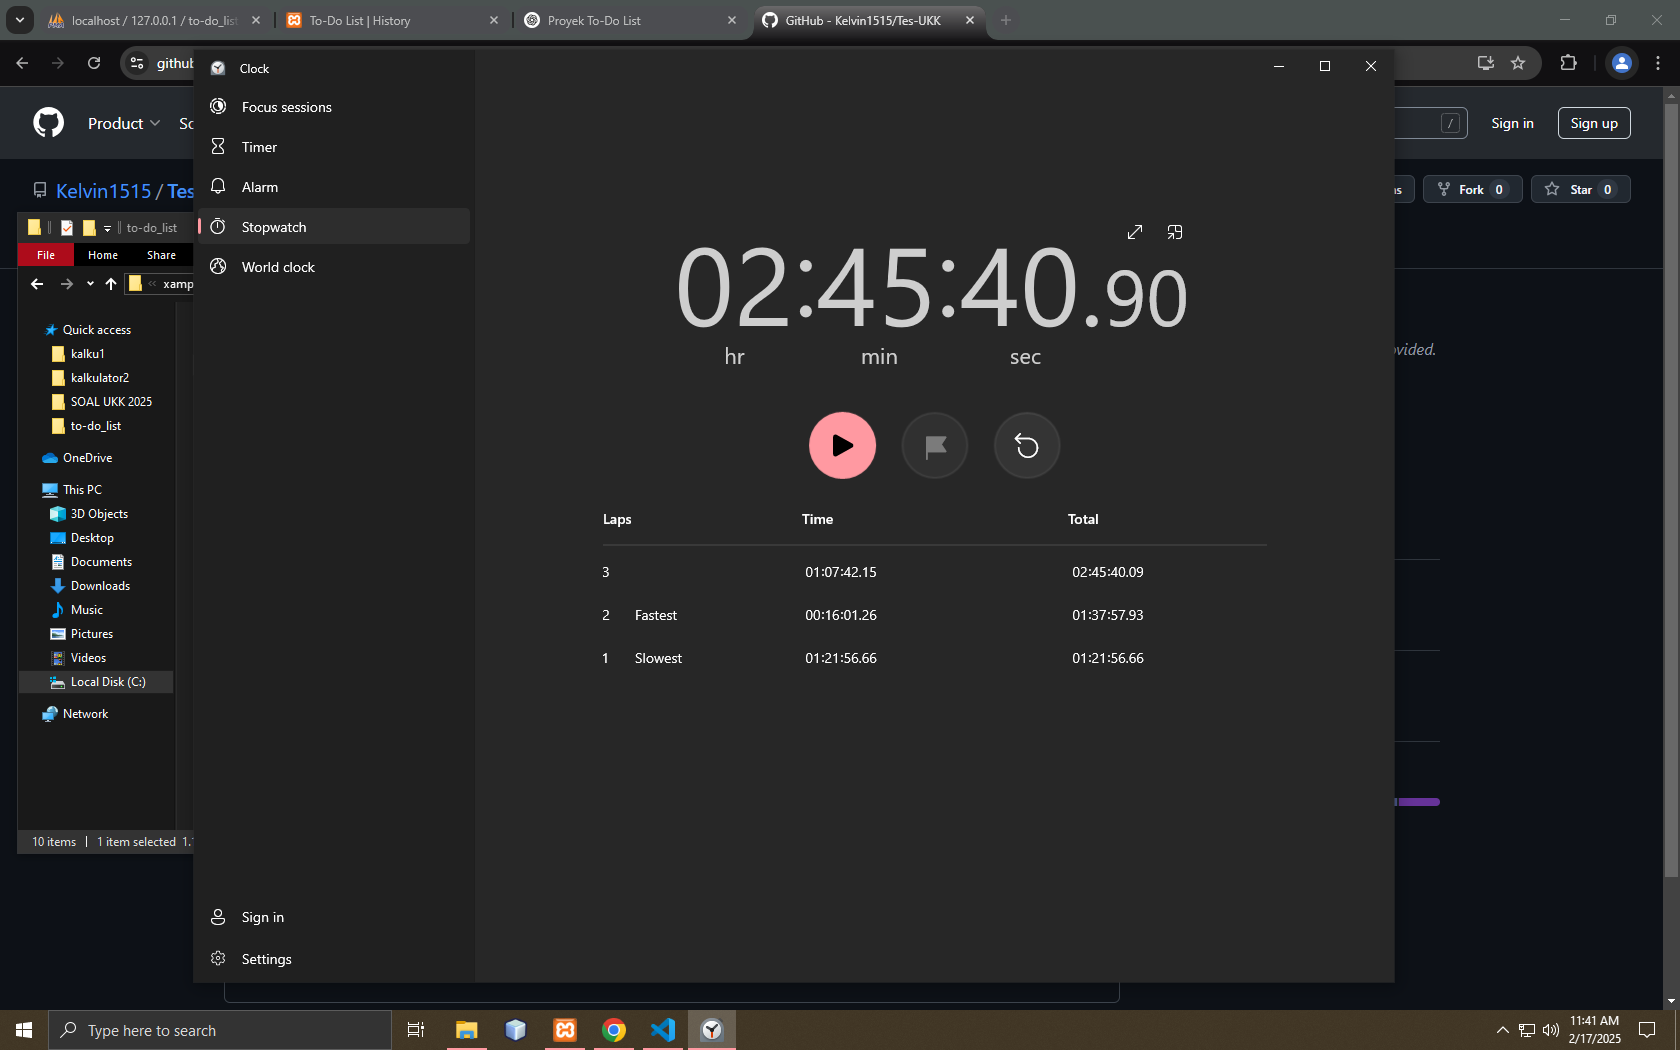 localhost / 127.0.0.1 / to-do_list
To-Do List | History
Proyek To-Do List
GitHub - Kelvin1515/Tes-UKK
github
Product
So
/
Sign in
Sign up
Kelvin1515 / Tes
ns
Fork 0
Star 0
to-do_list
File
Home
Share
xamp
Quick access
kalku1
kalkulator2
SOAL UKK 2025
to-do_list
OneDrive
This PC
3D Objects
Desktop
Documents
Downloads
Music
Pictures
Videos
Local Disk (C:)
Network
10 items
1 item selected 1.
Clock
Focus sessions
Timer
Alarm
Stopwatch
World clock
Sign in
Settings
02:45:40.90
hr
min
sec
Laps Time Total
3 01:07:42.15 02:45:40.09
2 Fastest 00:16:01.26 01:37:57.93
1 Slowest 01:21:56.66 01:21:56.66
ovided.
Type here to search
11:41 AM
2/17/2025